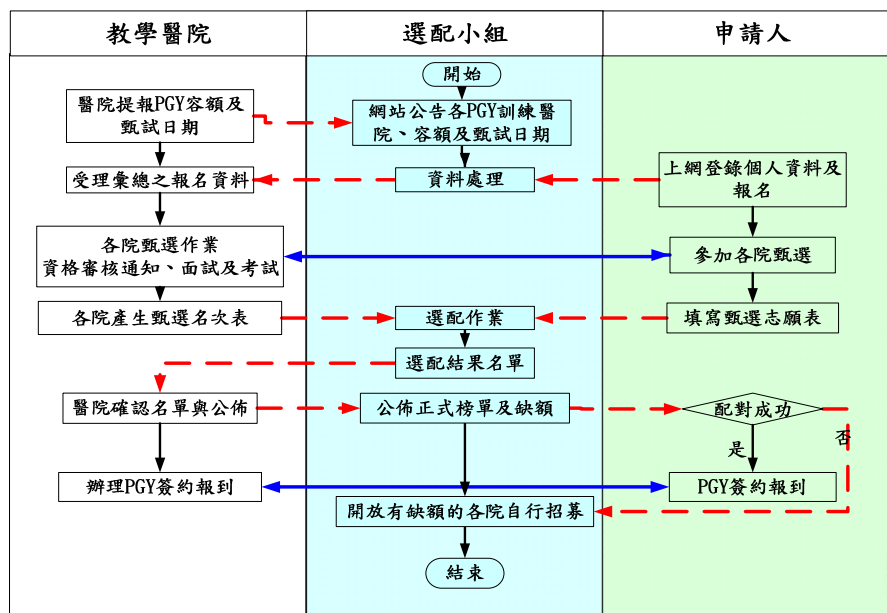 教學醫院
選配小組
申請人
開始
醫院提報PGY容額及
甄試日期
網站公告各PGY訓練醫
院、容額及甄試日期
受理彙總之報名資料
資料處理
上網登錄個人資料及
報名
各院甄選作業
資格審核通知、面試及考試
參加各院甄選
各院產生甄選名次表
選配作業
填寫甄選志願表
選配結果名單
醫院確認名單與公佈
公佈正式榜單及缺額
配對成功
否
是
辦理PGY簽約報到
PGY簽約報到
開放有缺額的各院自行招募
結束